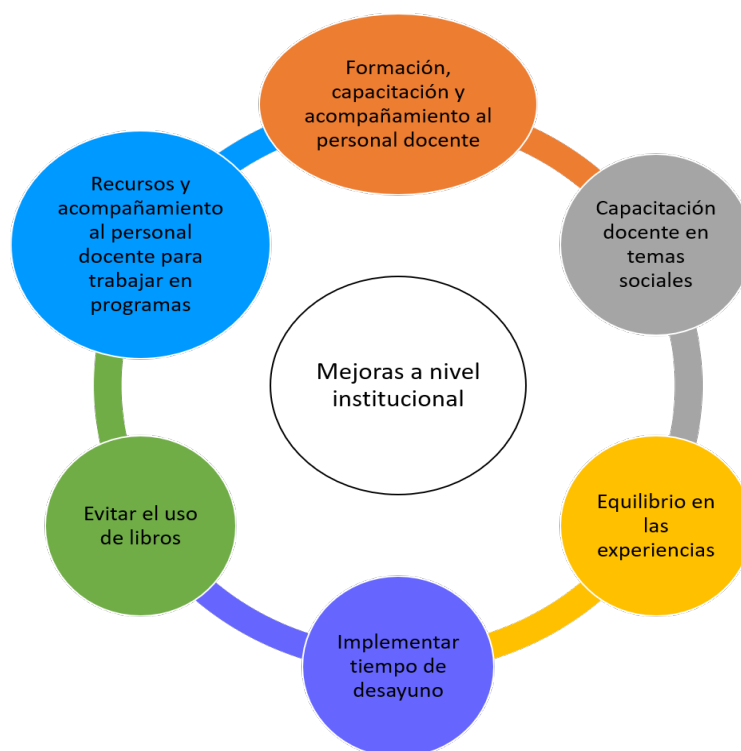 Formación,
capacitación y
acompañamiento al
personal docente
Capacitación
docente en
temas
sociales
Equilibrio en
las
experiencias
Implementar
tiempo de
desayuno
Evitar el uso
de libros
Recursos y
acompañamiento
al personal
docente para
trabajar en
programas
Mejoras a nivel
institucional